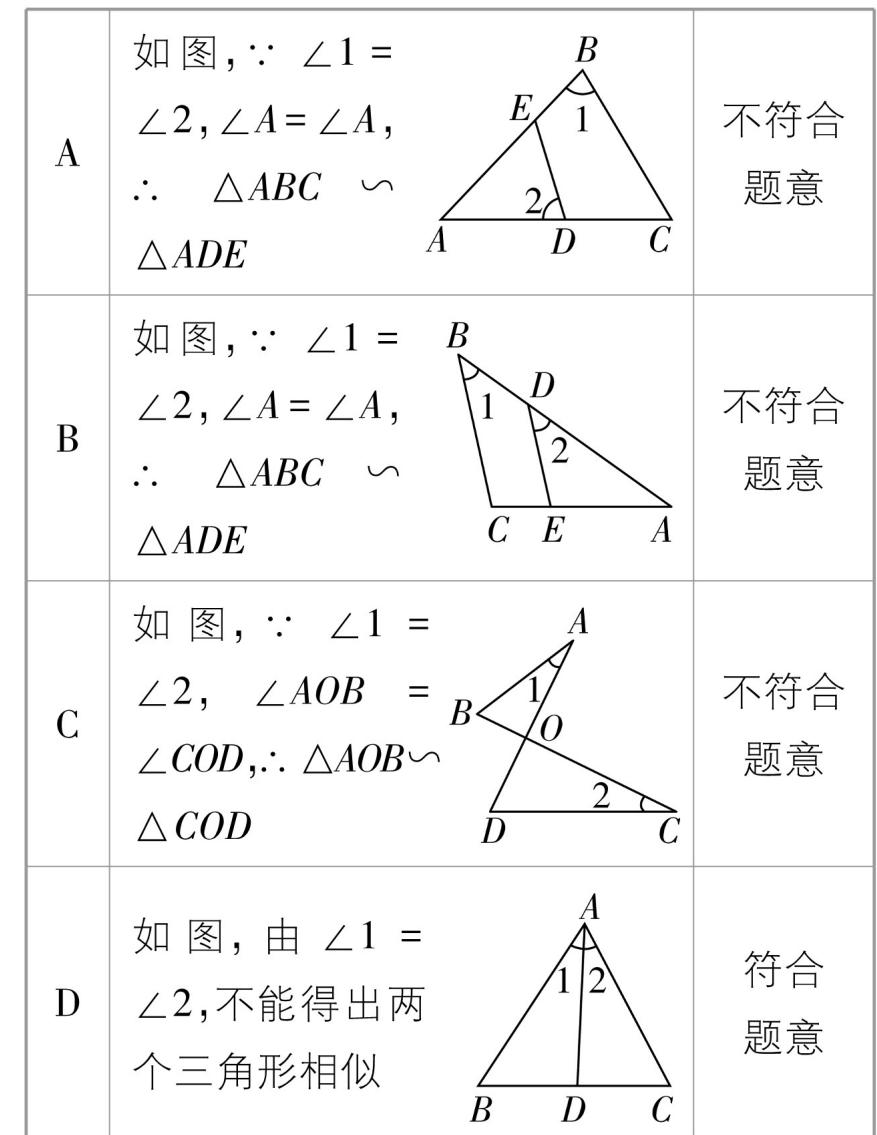 A
如图,∵ ∠1 =
∠2,∠A = ∠A,
∴ △ABC ∽
△ADE
B
E
1
2
A
D
C
不符合
题意
B
如图,∵ ∠1 =
∠2,∠A = ∠A,
∴ △ABC ∽
△ADE
B
D
1
2
C
E
A
不符合
题意
C
如图,∵ ∠1 =
∠2, ∠AOB =
∠COD,∴ △AOB∽
△COD
A
1
B
O
2
D
C
不符合
题意
D
如图,由 ∠1 =
∠2,不能得出两
个三角形相似
A
1 2
B
D
C
符合
题意